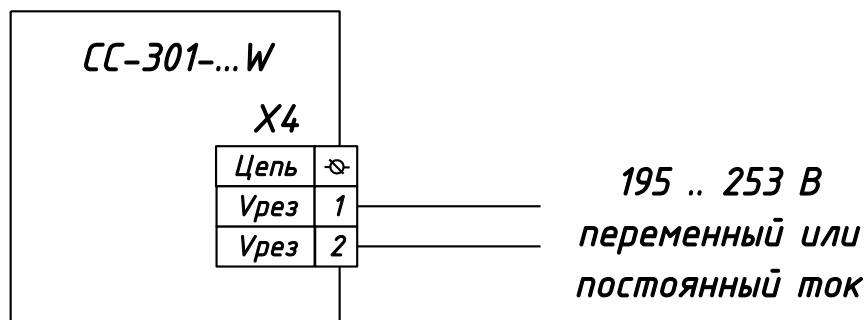 СС-301-...W
X4
Цепь
Vрез 1
Vрез 2
195 .. 253 В
переменный или
постоянный ток